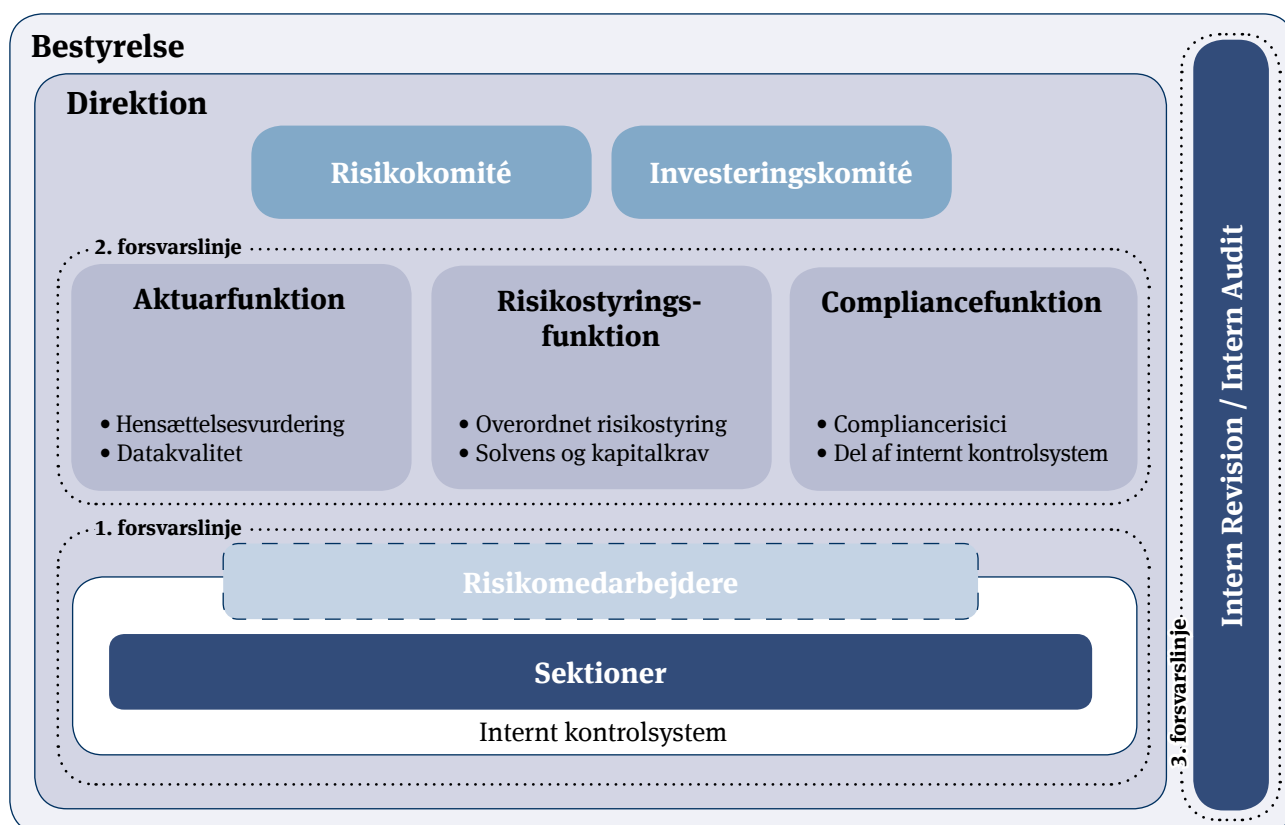 Bestyrelse
Direktion
Risikokomité
Investeringskomité
2. forsvarslinje
Aktuarfunktion
• Hensættelsesvurdering
• Datakvalitet
Risikostyrings-
funktion
• Overordnet risikostyring
• Solvens og kapitalkrav
Compliancefunktion
• Compliancerisici
• Del af internt kontrolsystem
1. forsvarslinje
Risikomedarbejdere
Sektioner
Internt kontrolsystem
3. forsvarslinje
Intern Revision / Intern Audit